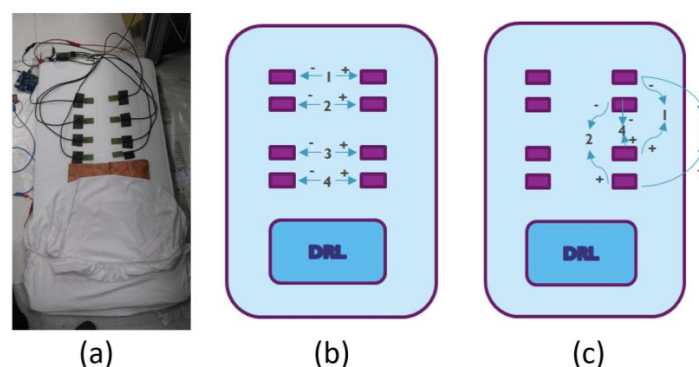 - 1 +
- 2 +
- 3 +
- 4 +
DRL
-
- 1
-
4
2 +
+
+
DRL
(a) (b) (c)